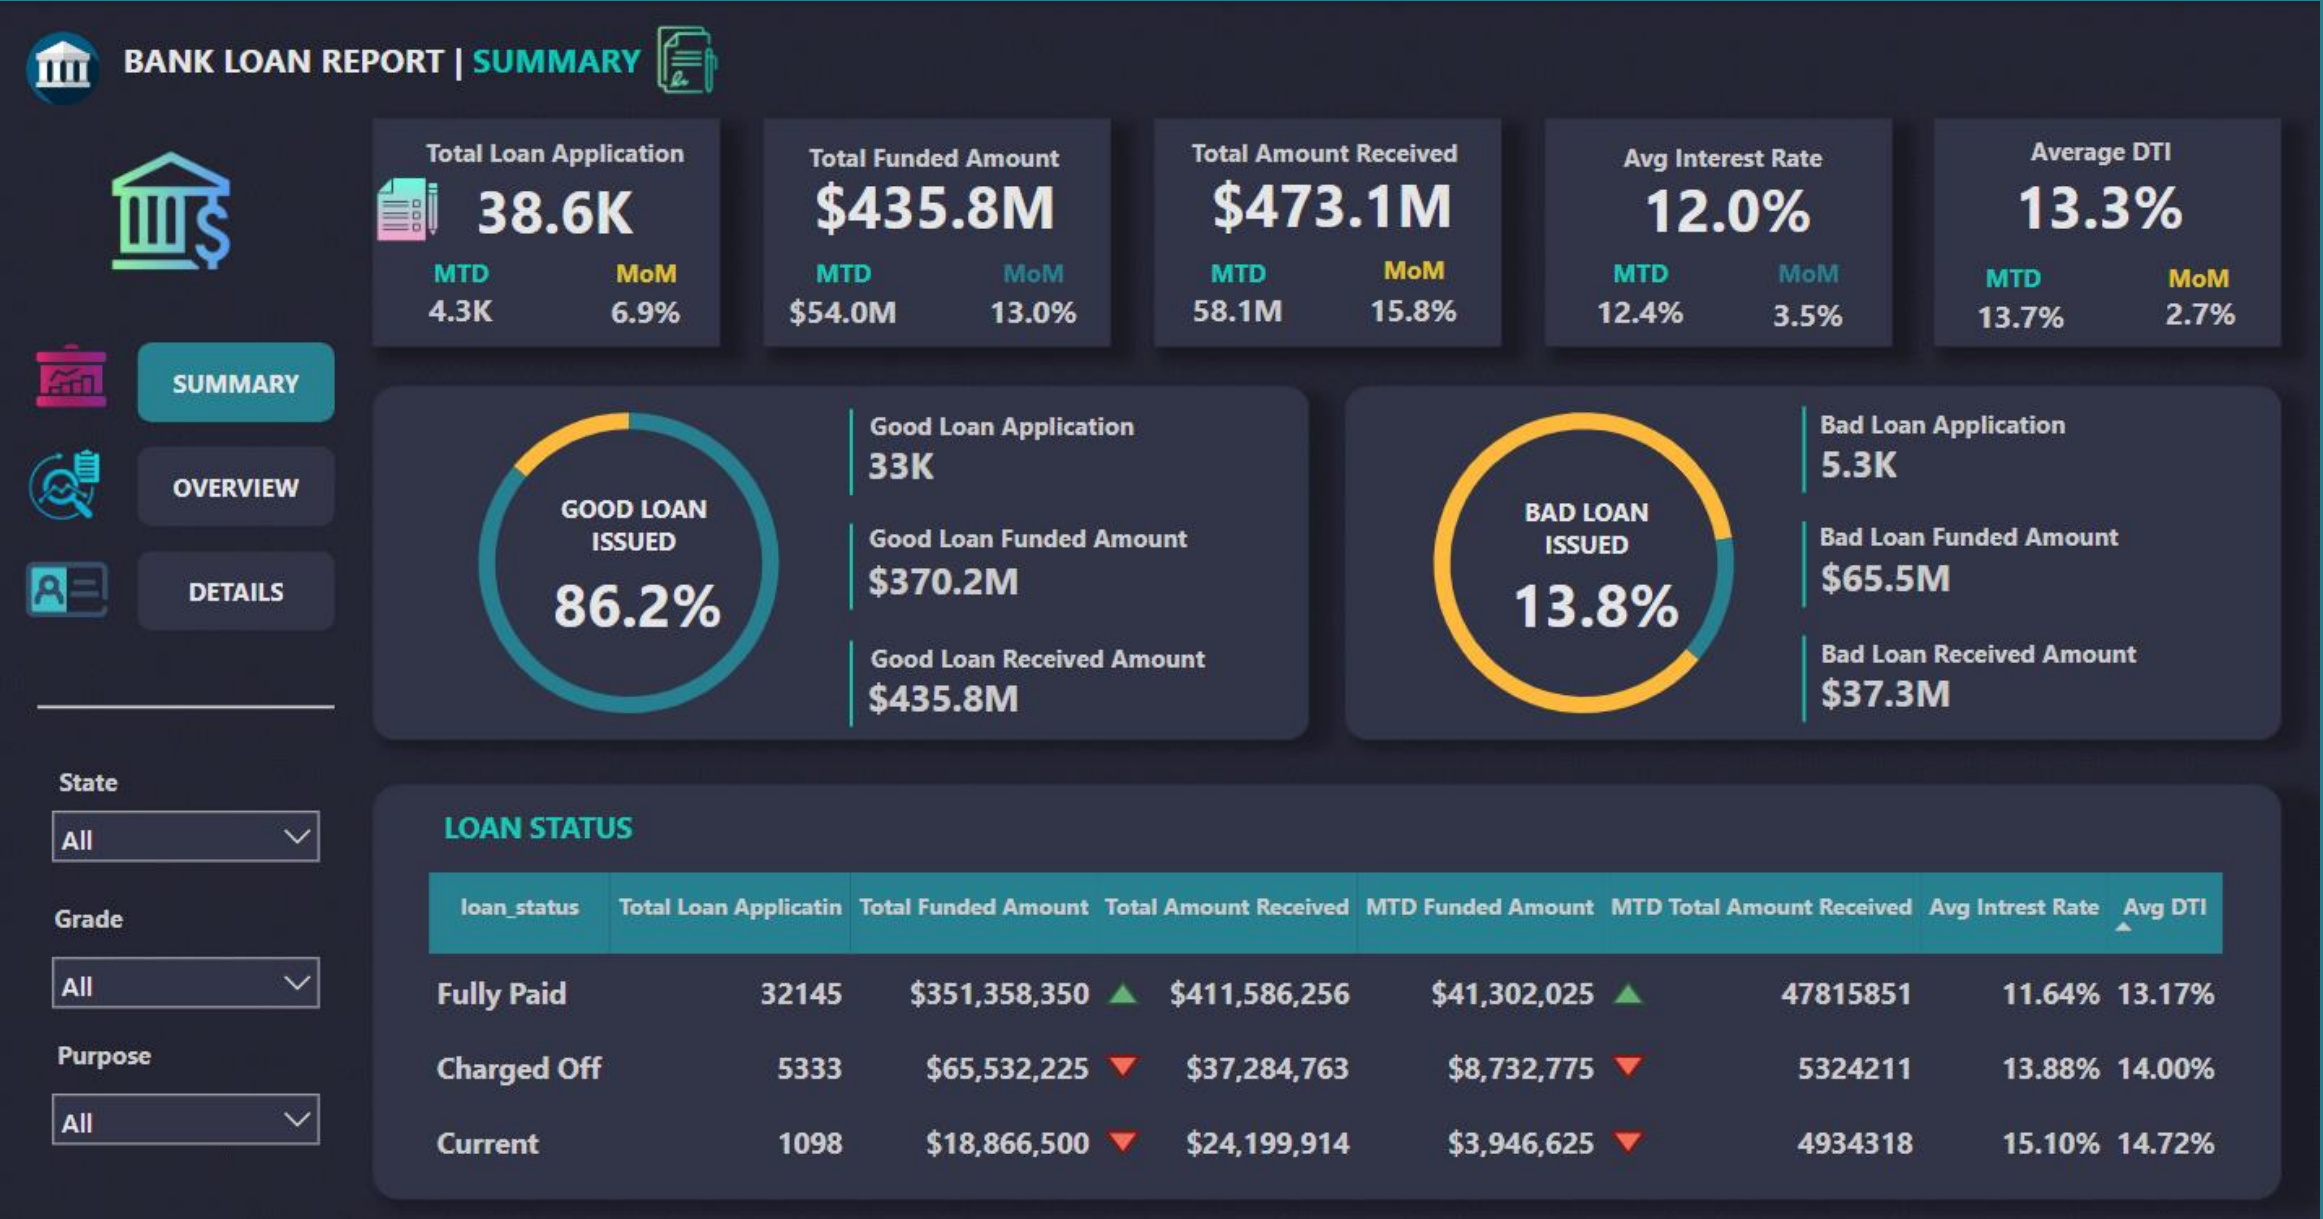 BANK LOAN REPORT | SUMMARY
Total Loan Application
38.6K
MTD MoM
4.3K 6.9%
Total Funded Amount
$435.8M
MTD MoM
$54.0M 13.0%
Total Amount Received
$473.1M
MTD MoM
58.1M 15.8%
Avg Interest Rate
12.0%
MTD MoM
12.4% 3.5%
Average DTI
13.3%
MTD MoM
13.7% 2.7%
SUMMARY
OVERVIEW
DETAILS
State
All
Grade
All
Purpose
All
GOOD LOAN
ISSUED
86.2%
Good Loan Application
33K
Good Loan Funded Amount
$370.2M
Good Loan Received Amount
$435.8M
BAD LOAN
ISSUED
13.8%
Bad Loan Application
5.3K
Bad Loan Funded Amount
$65.5M
Bad Loan Received Amount
$37.3M
LOAN STATUS
loan_status Total Loan Applicatin Total Funded Amount Total Amount Received MTD Funded Amount MTD Total Amount Received Avg Intrest Rate Avg DTI
Fully Paid 32145 $351,358,350 $411,586,256 $41,302,025 47815851 11.64% 13.17%
Charged Off 5333 $65,532,225 $37,284,763 $8,732,775 5324211 13.88% 14.00%
Current 1098 $18,866,500 $24,199,914 $3,946,625 4934318 15.10% 14.72%